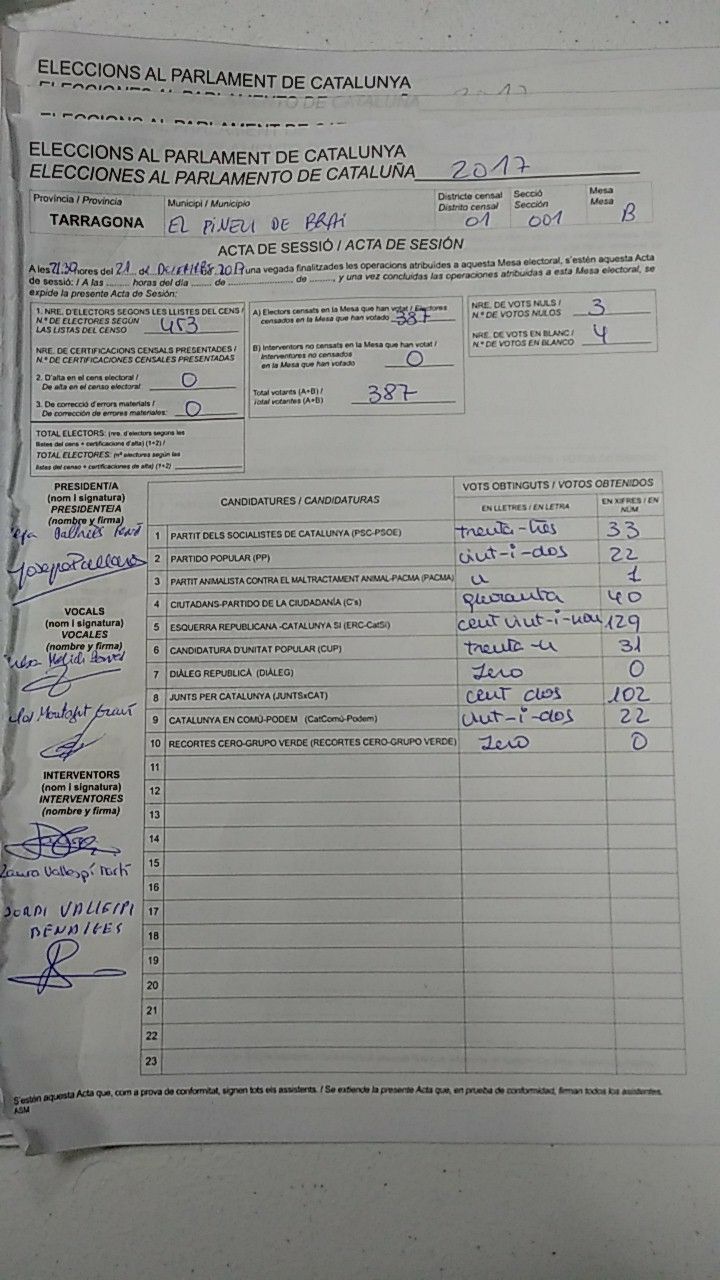 ELECCIONS AL PARLAMENT DE CATALUNYA
ELECCIONS AL PARLAMENT DE CATALUNYA
ELECCIONES AL PARLAMENTO DE CATALUÑA 2017
Província / Provincia
TARRAGONA
Municipi / Municipio
EL PINELL DE BRAI
Districte censal
Distrito censal
01
Secció
Sección
001
Mesa
Mesa
B
ACTA DE SESSIÓ / ACTA DE SESIÓN
A les 21:30 hores del 21 de DESEMBRE 2017 una vegada finalitzades les operacions atribuïdes a aquesta Mesa electoral, s'estén aquesta Acta
de sessió: / A las ........ horas del día ....... de ........................ de ........, y una vez concluidas las operaciones atribuidas a esta Mesa electoral, se
expide la presente Acta de Sesión:
1. NRE. D'ELECTORS SEGONS LES LLISTES DEL CENS /
N.º DE ELECTORES SEGÚN
LAS LISTAS DEL CENSO 453
NRE. DE CERTIFICACIONS CENSALS PRESENTADES /
N.º DE CERTIFICACIONES CENSALES PRESENTADAS
2. D'alta en el cens electoral /
De alta en el censo electoral 0
3. De correcció d'errors materials /
De corrección de errores materiales: 0
TOTAL ELECTORS: (nre. d'electors segons les
llistes del cens + certificacions d'alta) (1+2) /
TOTAL ELECTORES: (nº electores según las
listas del censo + certificaciones de alta) (1+2)
A) Electors censats en la Mesa que han votat / Electores
censados en la Mesa que han votado 387
B) Interventors no censats en la Mesa que han votat /
Interventores no censados
en la Mesa que han votado 0
Total votants (A+B) /
Total votantes (A+B) 387
NRE. DE VOTS NULS /
N.º DE VOTOS NULOS 3
NRE. DE VOTS EN BLANC /
N.º DE VOTOS EN BLANCO 4
PRESIDENT/A
(nom i signatura)
PRESIDENTE/A
(nombre y firma)
VOCALS
(nom i signatura)
VOCALES
(nombre y firma)
INTERVENTORS
(nom i signatura)
INTERVENTORES
(nombre y firma)
Laura Vallespí Martí
JORDI VALLESPI
BENAIGES
CANDIDATURES / CANDIDATURAS
VOTS OBTINGUTS / VOTOS OBTENIDOS
EN LLETRES / EN LETRA
EN XIFRES / EN NÚM
1 PARTIT DELS SOCIALISTES DE CATALUNYA (PSC-PSOE) trenta-tres 33
2 PARTIDO POPULAR (PP) vint-i-dos 22
3 PARTIT ANIMALISTA CONTRA EL MALTRACTAMENT ANIMAL-PACMA (PACMA) u 1
4 CIUTADANS-PARTIDO DE LA CIUDADANÍA (C's) quaranta 40
5 ESQUERRA REPUBLICANA -CATALUNYA SI (ERC-CatSí) cent vint-i-nou 129
6 CANDIDATURA D'UNITAT POPULAR (CUP) trenta-u 31
7 DIÀLEG REPUBLICÀ (DIÀLEG) zero 0
8 JUNTS PER CATALUNYA (JUNTSxCAT) cent dos 102
9 CATALUNYA EN COMÚ-PODEM (CatComú-Podem) vint-i-dos 22
10 RECORTES CERO-GRUPO VERDE (RECORTES CERO-GRUPO VERDE) zero 0
11
12
13
14
15
16
17
18
19
20
21
22
23
S'estén aquesta Acta que, com a prova de conformitat, signen tots els assistents. / Se extiende la presente Acta que, en prueba de conformidad, firman todos los asistentes.
ASM